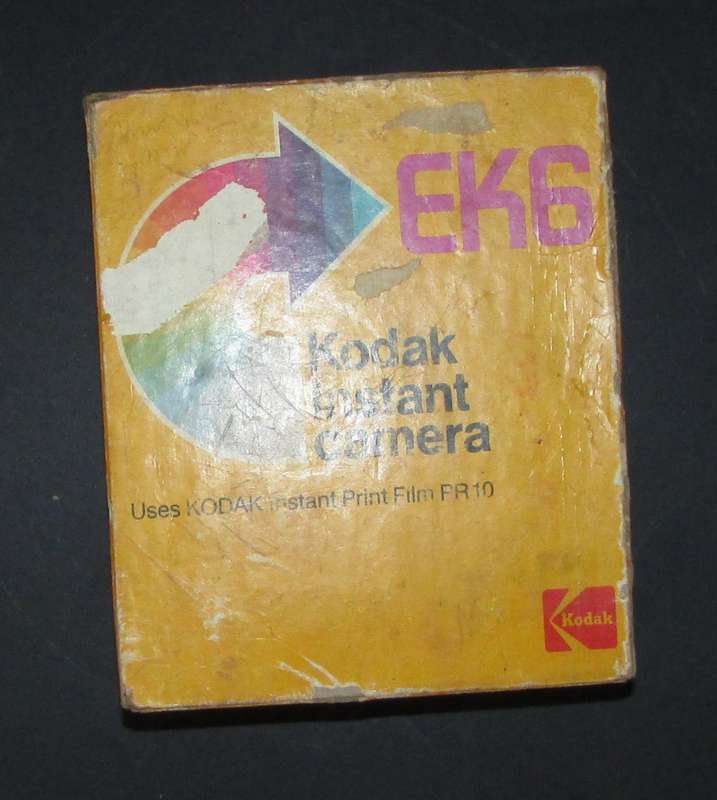 EK6
Kodak
instant
camera
Uses KODAK Instant Print Film PR10
Kodak